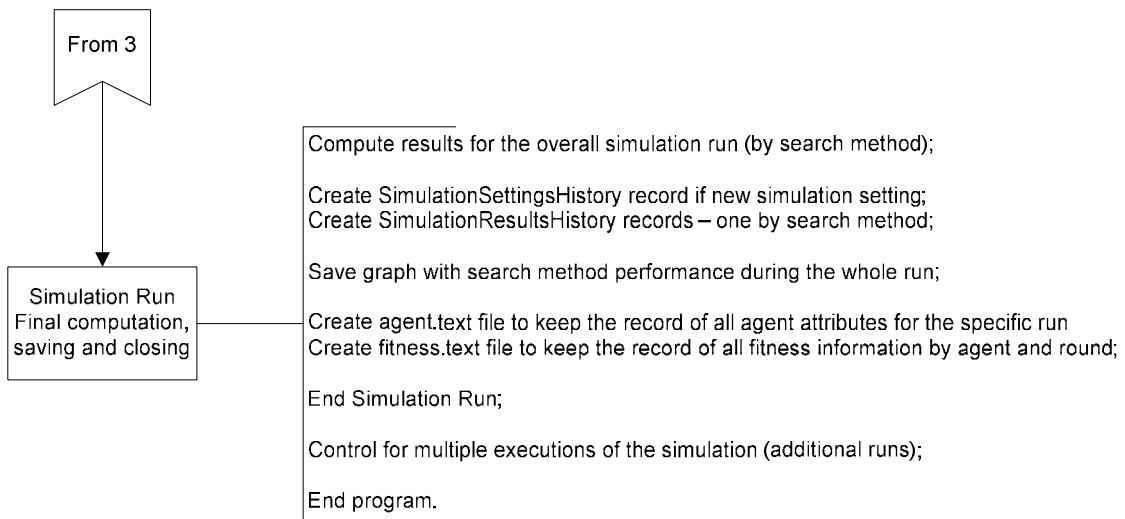 From 3
Simulation Run
Final computation,
saving and closing
Compute results for the overall simulation run (by search method);
Create SimulationSettingsHistory record if new simulation setting;
Create SimulationResultsHistory records – one by search method;
Save graph with search method performance during the whole run;
Create agent.text file to keep the record of all agent attributes for the specific run
Create fitness.text file to keep the record of all fitness information by agent and round;
End Simulation Run;
Control for multiple executions of the simulation (additional runs);
End program.